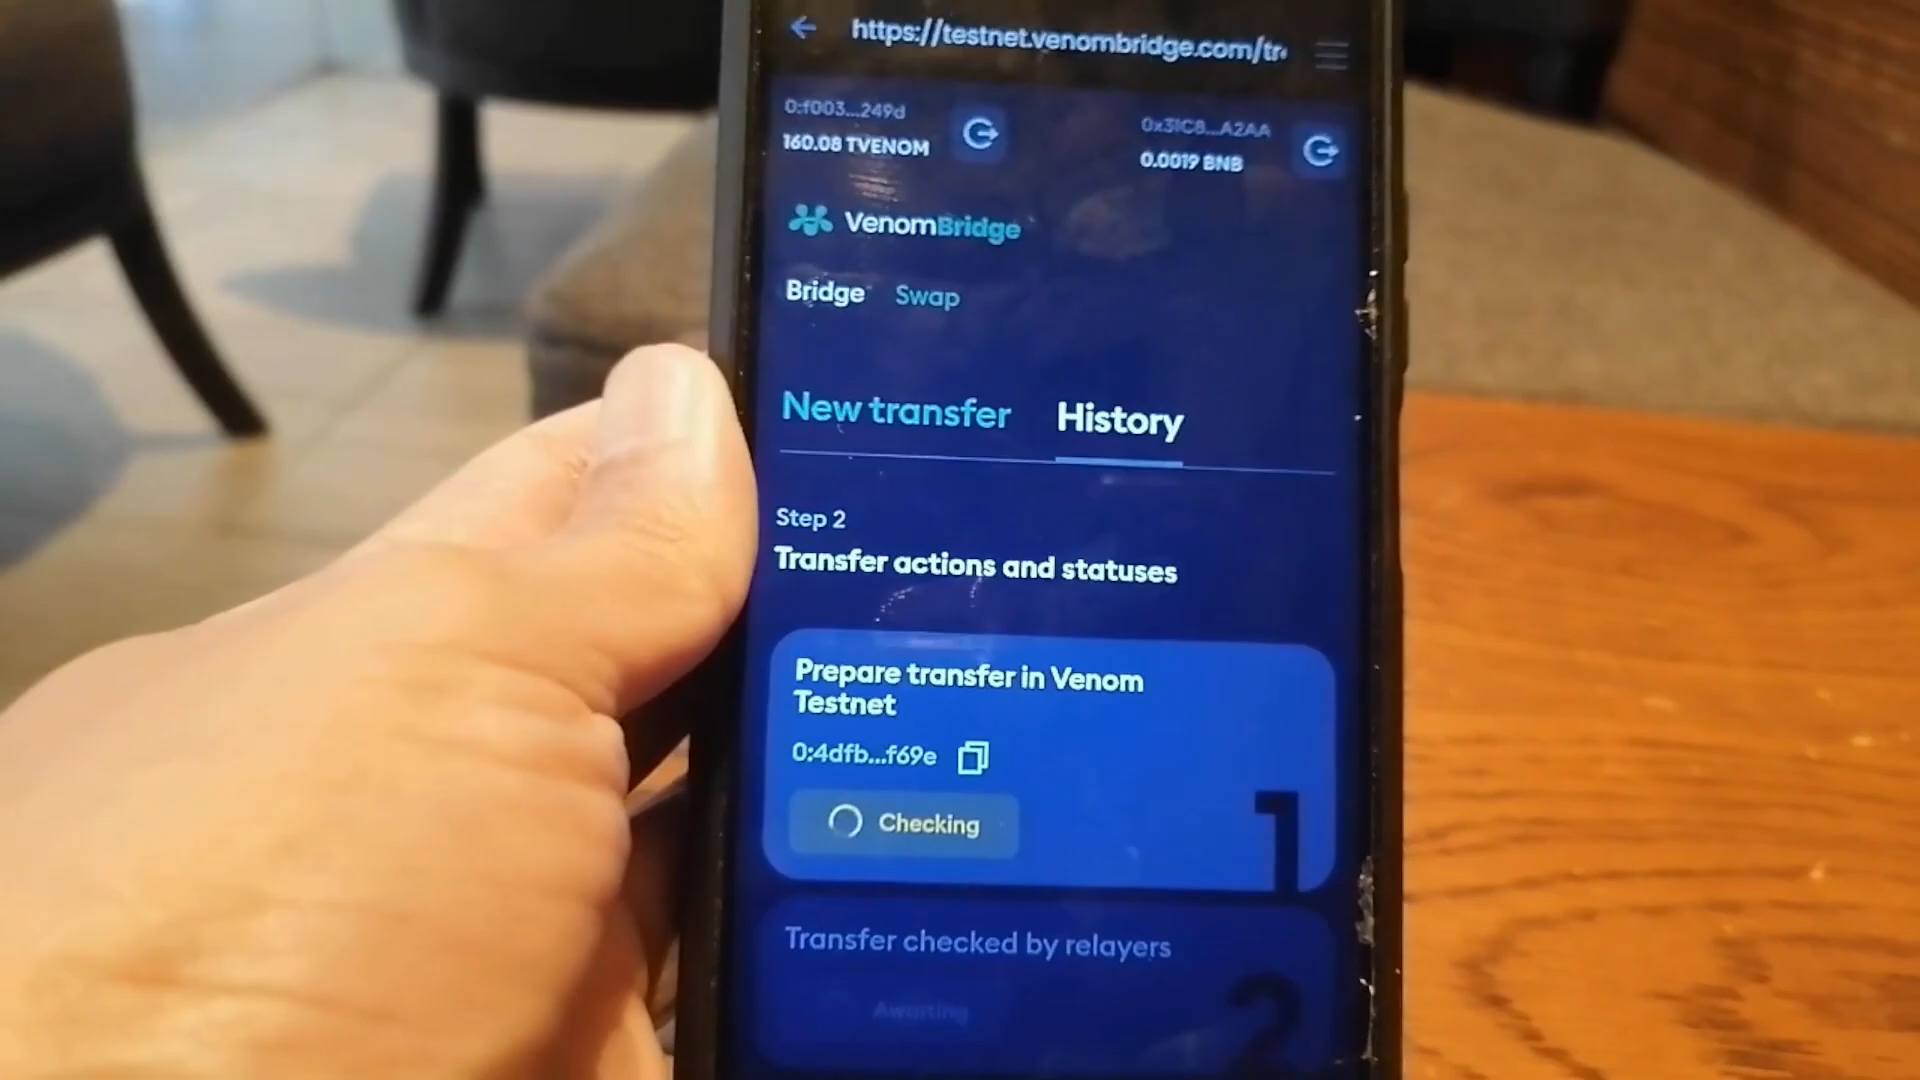 https://testnet.venombridge.com/tr
0:f003...249d
160.08 TVENOM
0x31C8...A2AA
0.0019 BNB
VenomBridge
Bridge Swap
New transfer History
Step 2
Transfer actions and statuses
Prepare transfer in Venom
Testnet
0:4dfb...f69e
Checking
1
Transfer checked by relayers
Awaiting
2